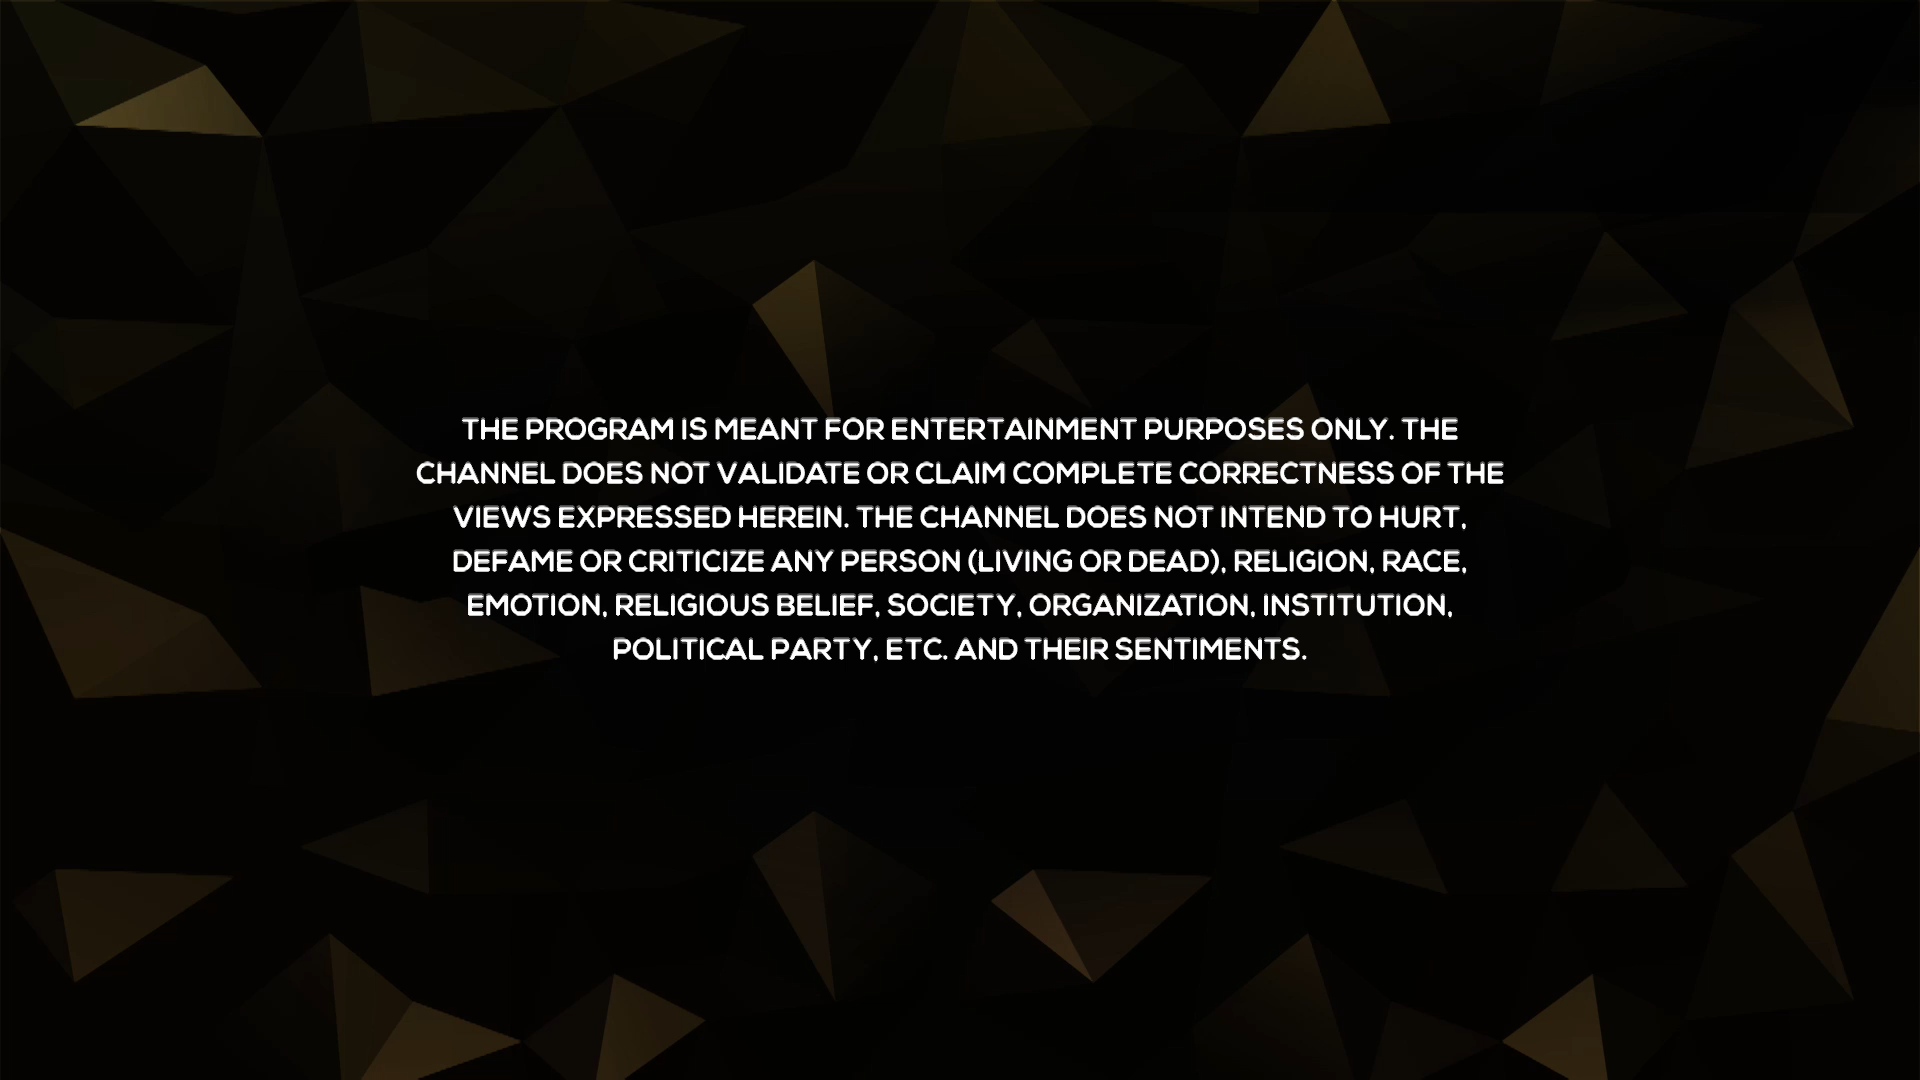 THE PROGRAM IS MEANT FOR ENTERTAINMENT PURPOSES ONLY. THE
CHANNEL DOES NOT VALIDATE OR CLAIM COMPLETE CORRECTNESS OF THE
VIEWS EXPRESSED HEREIN. THE CHANNEL DOES NOT INTEND TO HURT,
DEFAME OR CRITICIZE ANY PERSON (LIVING OR DEAD), RELIGION, RACE,
EMOTION, RELIGIOUS BELIEF, SOCIETY, ORGANIZATION, INSTITUTION,
POLITICAL PARTY, ETC. AND THEIR SENTIMENTS.